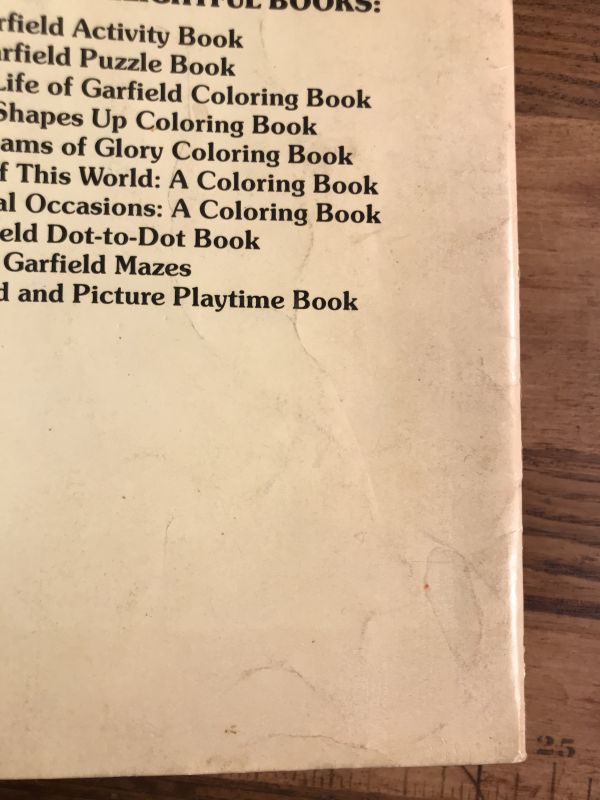 BOOKS:
rfield Activity Book
arfield Puzzle Book
Life of Garfield Coloring Book
Shapes Up Coloring Book
ams of Glory Coloring Book
f This World: A Coloring Book
al Occasions: A Coloring Book
eld Dot-to-Dot Book
Garfield Mazes
d and Picture Playtime Book
25